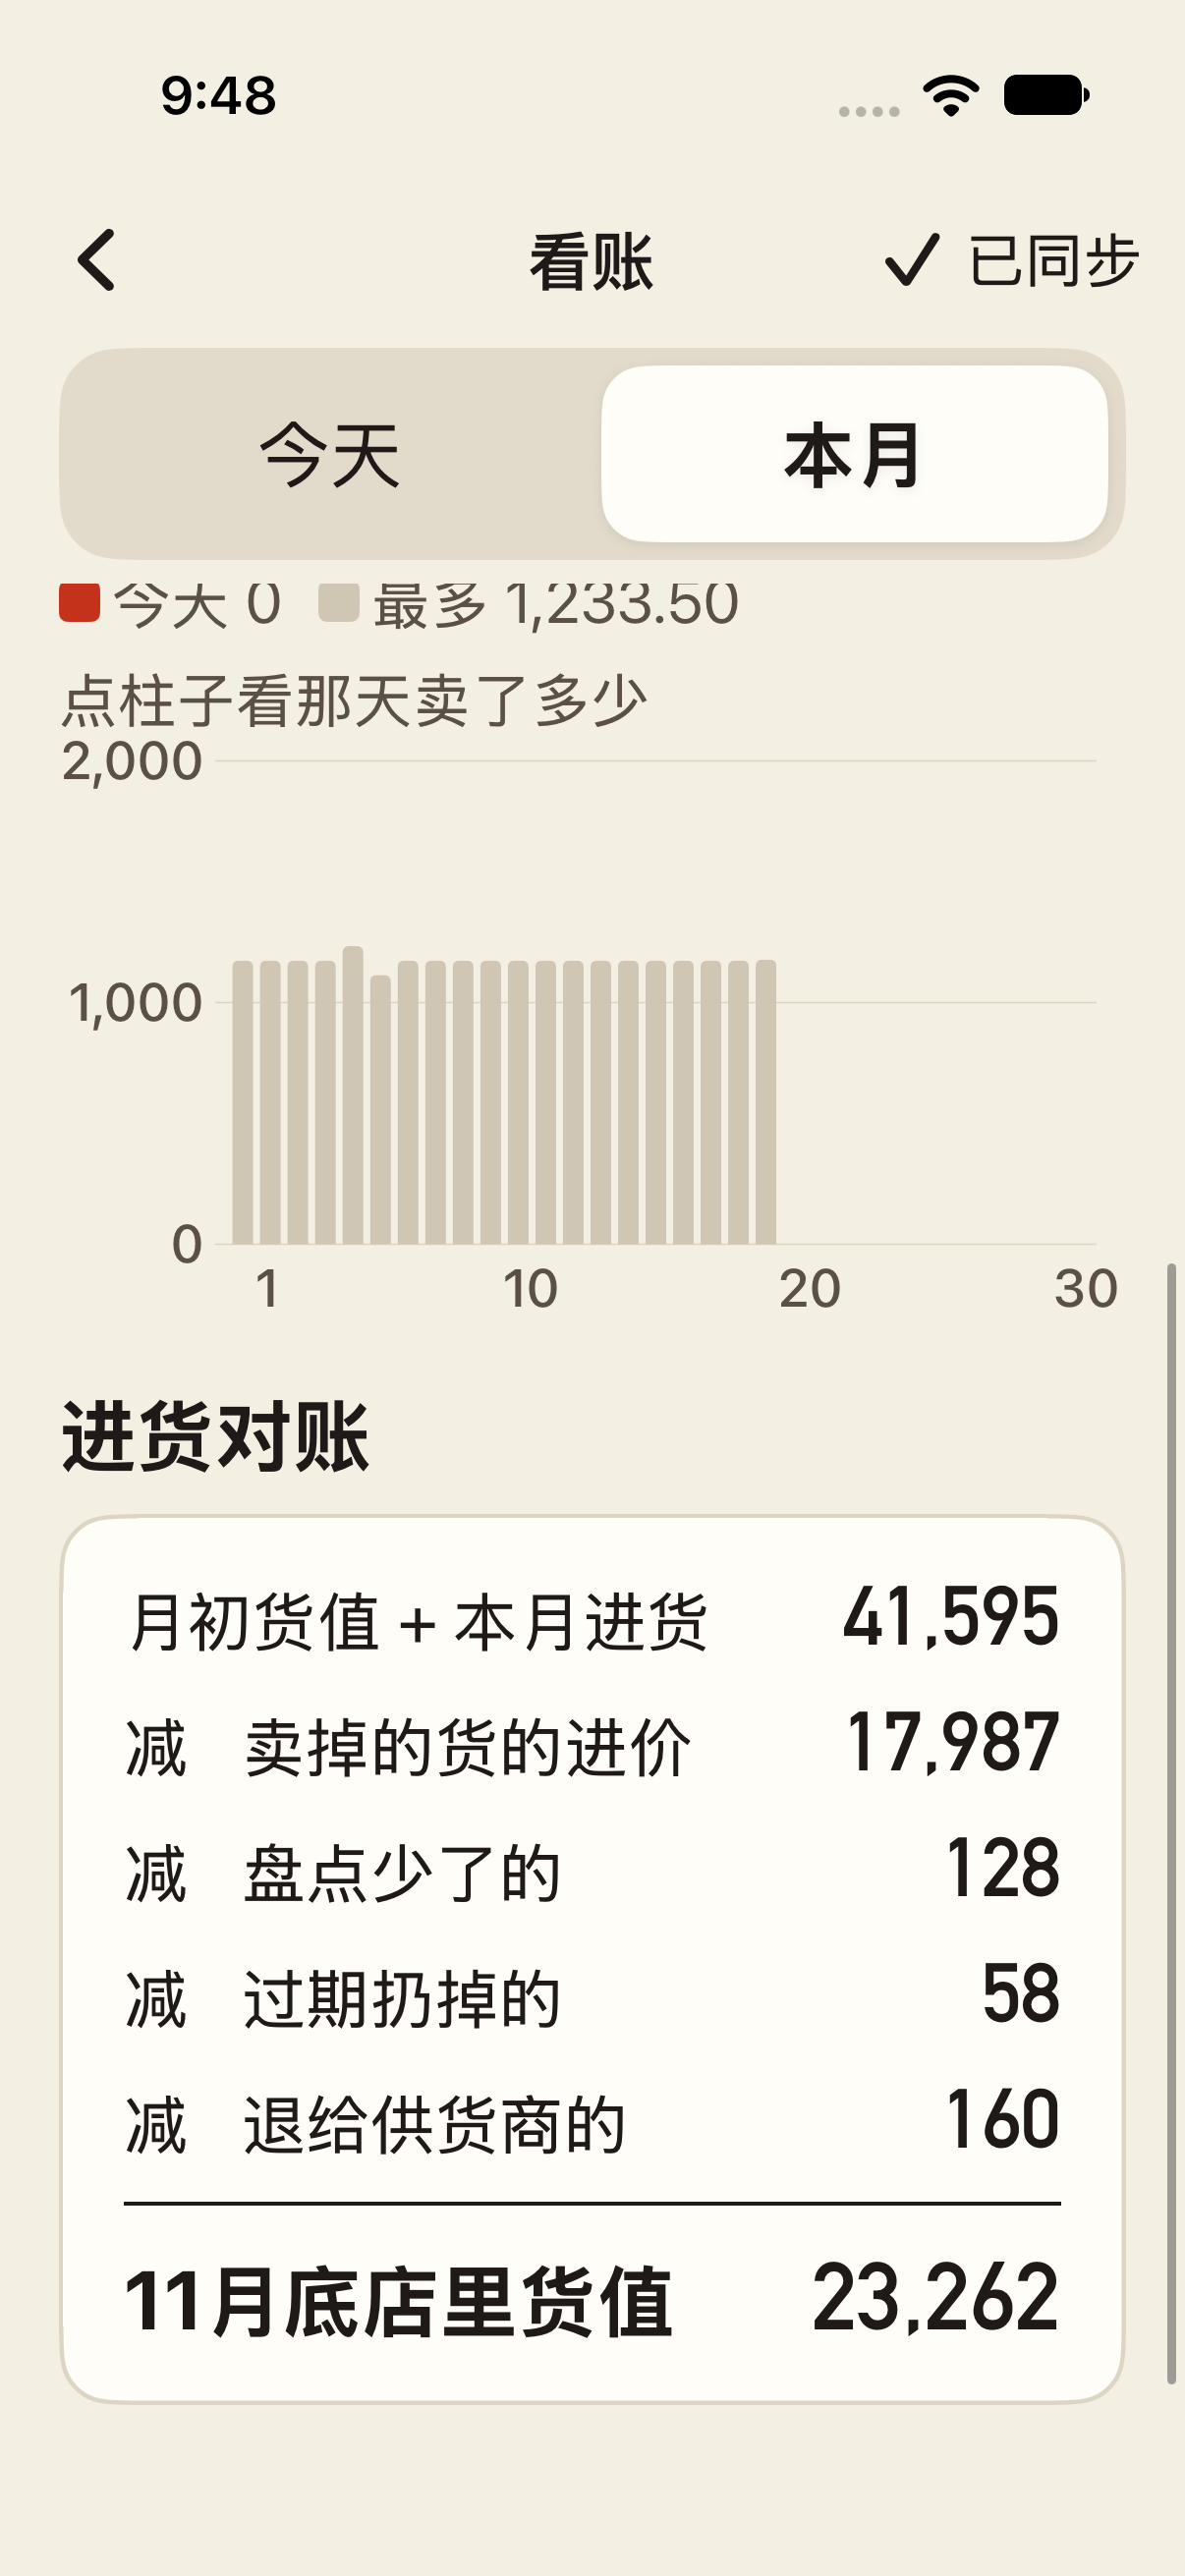 9:48
看账
已同步
今天
本月
今天 0 最多 1,233.50
点柱子看那天卖了多少
2,000
1,000
0
1 10 20 30
进货对账
月初货值 + 本月进货 41,595
减 卖掉的货的进价 17,987
减 盘点少了的 128
减 过期扔掉的 58
减 退给供货商的 160
11月底店里货值 23,262